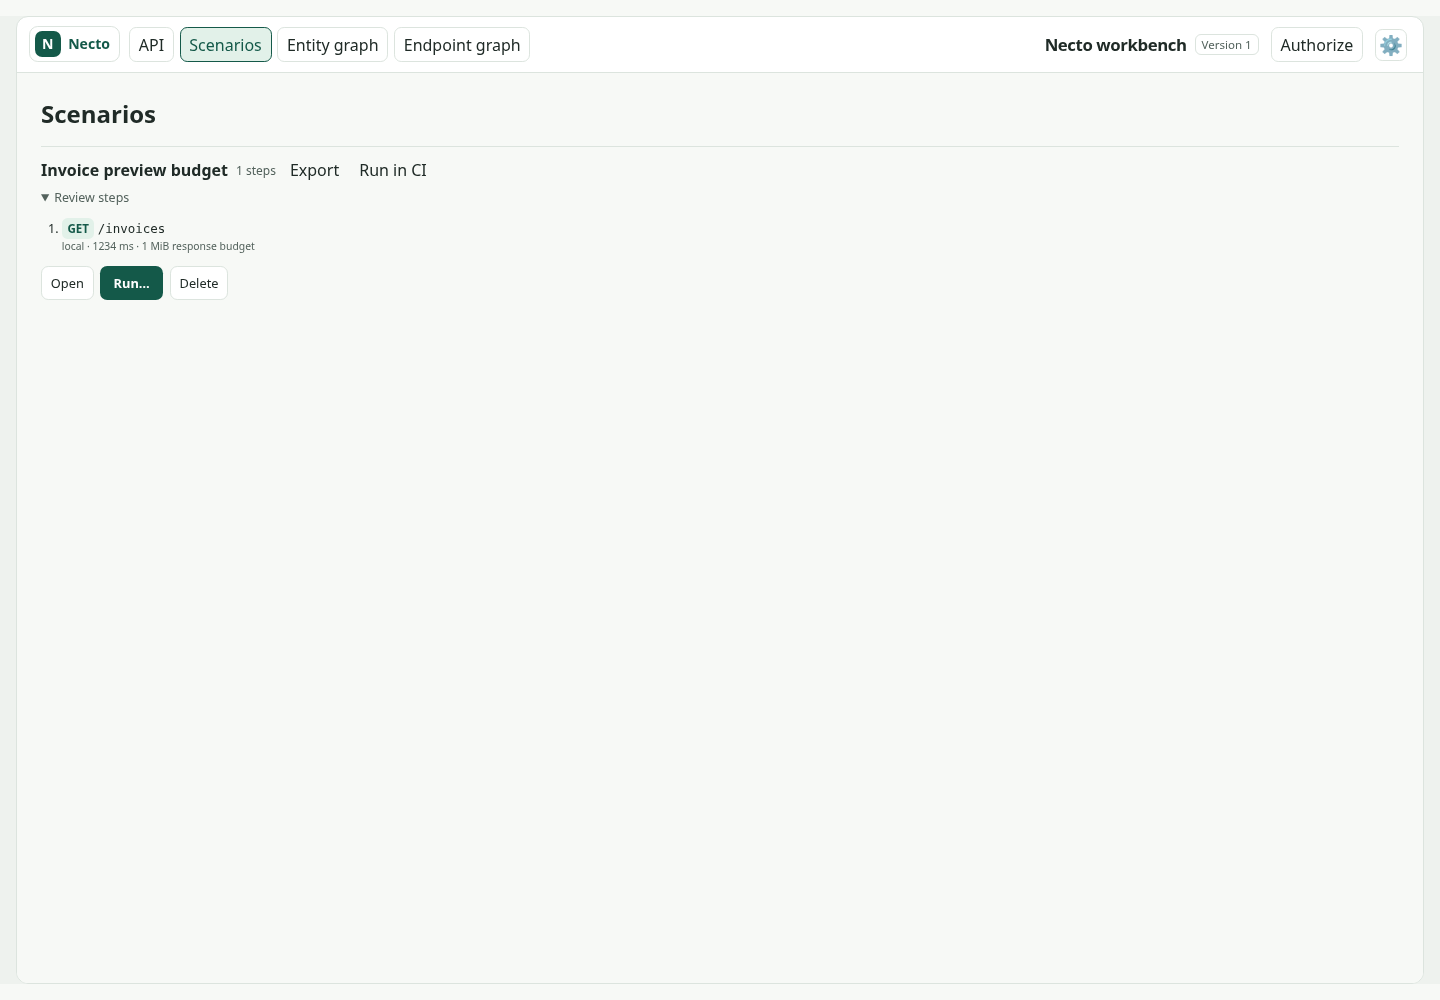 N Necto API Scenarios Entity graph Endpoint graph Necto workbench Version 1 Authorize
Scenarios
Invoice preview budget 1 steps Export Run in CI
▼ Review steps
1. GET /invoices
local · 1234 ms · 1 MiB response budget
Open Run... Delete